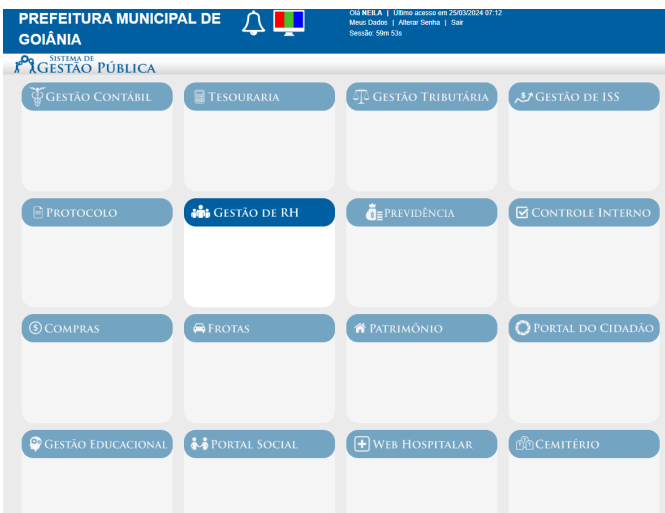 PREFEITURA MUNICIPAL DE
GOIÂNIA
Olá NEILA | Último acesso em 25/03/2024 07:12
Meus Dados | Alterar Senha | Sair
Sessão: 59m 53s
SISTEMA DE
GESTÃO PÚBLICA
GESTÃO CONTÁBIL
TESOURARIA
GESTÃO TRIBUTÁRIA
GESTÃO DE ISS
PROTOCOLO
GESTÃO DE RH
PREVIDÊNCIA
CONTROLE INTERNO
COMPRAS
FROTAS
PATRIMÔNIO
PORTAL DO CIDADÃO
GESTÃO EDUCACIONAL
PORTAL SOCIAL
WEB HOSPITALAR
CEMITÉRIO